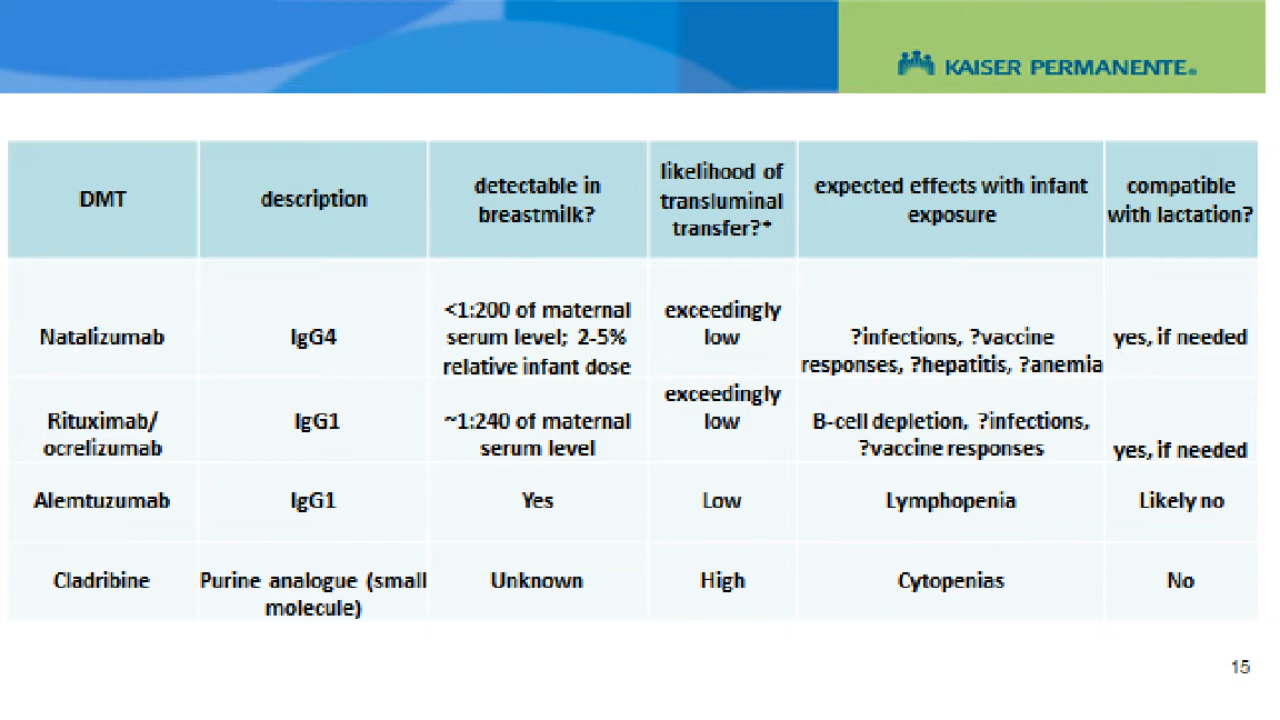 KAISER PERMANENTE®
DMT
description
detectable in
breastmilk?
likelihood of
transluminal
transfer?*
expected effects with infant
exposure
compatible
with lactation?
Natalizumab
IgG4
<1:200 of maternal
serum level; 2-5%
relative infant dose
exceedingly
low
?infections, ?vaccine
responses, ?hepatitis, ?anemia
yes, if needed
Rituximab/
ocrelizumab
IgG1
~1:240 of maternal
serum level
exceedingly
low
B-cell depletion, ?infections,
?vaccine responses
yes, if needed
Alemtuzumab
IgG1
Yes
Low
Lymphopenia
Likely no
Cladribine
Purine analogue (small
molecule)
Unknown
High
Cytopenias
No
15